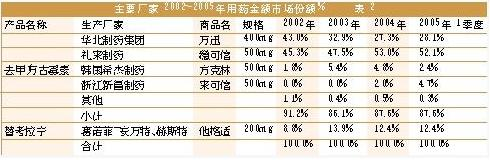 主要厂家 2002-2005年用药金额市场份额% 表 2
产品名称 生产厂家 商品名 规格 2002年 2003年 2004年 2005年 1季度
华北制药集团 万迅 400mg 43.0% 32.9% 27.3% 28.1%
礼来制药 稳可信 500mg 45.3% 47.5% 53.0% 52.1%
去甲万古霉素 韩国希杰制药 方克林 500mg 1.8% 5.4% 4.8% 2.4%
浙江新昌制药 来可信 500mg 0.0% 0.0% 2.0% 4.7%
其他 1.1% 0.4% 0.5% 0.3%
小计 91.2% 86.1% 87.6% 87.6%
替考拉宁 赛诺菲-安万特、赫斯特 他格适 200mg 8.8% 13.9% 12.4% 12.4%
合计 100.0% 100.0% 100.0% 100.0%